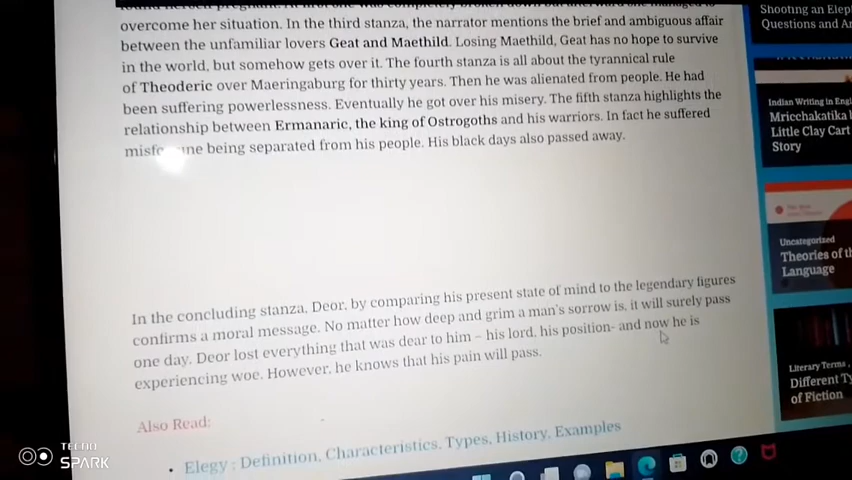 overcome her situation. In the third stanza, the narrator mentions the brief and ambiguous affair
between the unfamiliar lovers Geat and Maethild. Losing Maethild, Geat has no hope to survive
in the world, but somehow gets over it. The fourth stanza is all about the tyrannical rule
of Theoderic over Maeringaburg for thirty years. Then he was alienated from people. He had
been suffering powerlessness. Eventually he got over his misery. The fifth stanza highlights the
relationship between Ermanaric, the king of Ostrogoths and his warriors. In fact he suffered
being separated from his people. His black days also passed away.
In the concluding stanza, Deor, by comparing his present state of mind to the legendary figures
confirms a moral message. No matter how deep and grim a man's sorrow is, it will surely pass
one day. Deor lost everything that was dear to him – his lord, his position- and now he is
experiencing woe. However, he knows that his pain will pass.
Also Read:
• Elegy : Definition, Characteristics, Types, History, Examples
Shooting an
Questions and
Indian Writing in
Mricchakatika
Little Clay Cart
Story
Uncategorized
Theories of
Language
Literary Terms,
Different
of Fiction
TECNO
SPARK